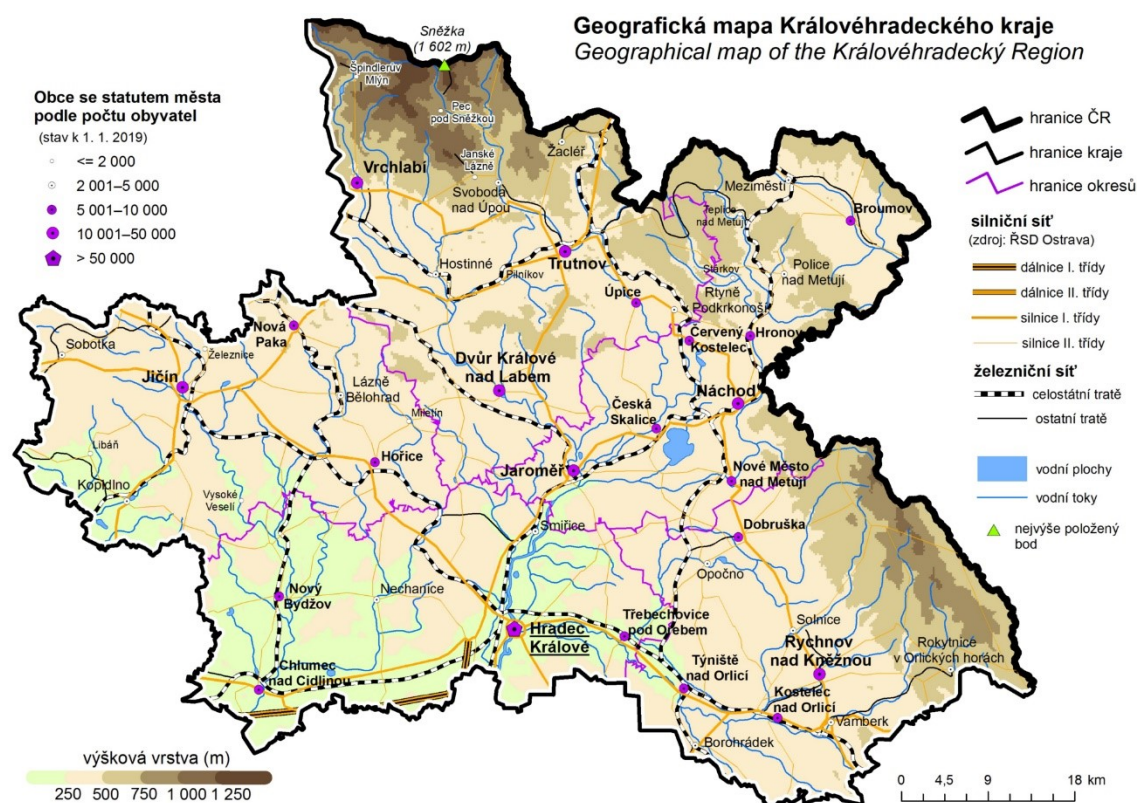 Geografická mapa Královéhradeckého kraje
Geographical map of the Královéhradecký Region
Obce se statutem města
podle počtu obyvatel
(stav k 1. 1. 2019)
<= 2 000
2 001–5 000
5 001–10 000
10 001–50 000
> 50 000
hranice ČR
hranice kraje
hranice okresů
silniční síť
(zdroj: ŘSD Ostrava)
dálnice I. třídy
dálnice II. třídy
silnice I. třídy
silnice II. třídy
železniční síť
celostátní tratě
ostatní tratě
vodní plochy
vodní toky
nejvýše položený
bod
Sněžka
(1 602 m)
Špindlerův
Mlýn
Pec
pod Sněžkou
Janské
Lázně
Žacléř
Vrchlabí
Svoboda
nad Úpou
Meziměstí
Teplice
nad Metují
Broumov
Hostinné
Pilníkov
Trutnov
Stárkov
Police
nad Metují
Úpice
Rtyně
v Podkrkonoší
Nová
Paka
Červený
Kostelec
Hronov
Sobotka
Železnice
Jičín
Lázně
Bělohrad
Dvůr Králové
nad Labem
Náchod
Miletín
Česká
Skalice
Libáň
Hořice
Jaroměř
Kopidlno
Vysoké
Veselí
Nové Město
nad Metují
Smiřice
Dobruška
Opočno
Nový
Bydžov
Nechanice
Hradec
Králové
Třebechovice
pod Orebem
Solnice
Rychnov
nad Kněžnou
Rokytnice
v Orlických horách
Chlumec
nad Cidlinou
Týniště
nad Orlicí
Kostelec
nad Orlicí
Vamberk
Borohrádek
výšková vrstva (m)
250 500 750 1 000 1 250
0 4,5 9 18 km